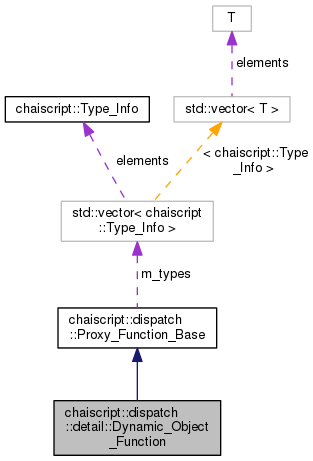 T
elements
chaiscript::Type_Info
std::vector< T >
elements
< chaiscript::Type
_Info >
std::vector< chaiscript
::Type_Info >
m_types
chaiscript::dispatch
::Proxy_Function_Base
chaiscript::dispatch
::detail::Dynamic_Object
_Function